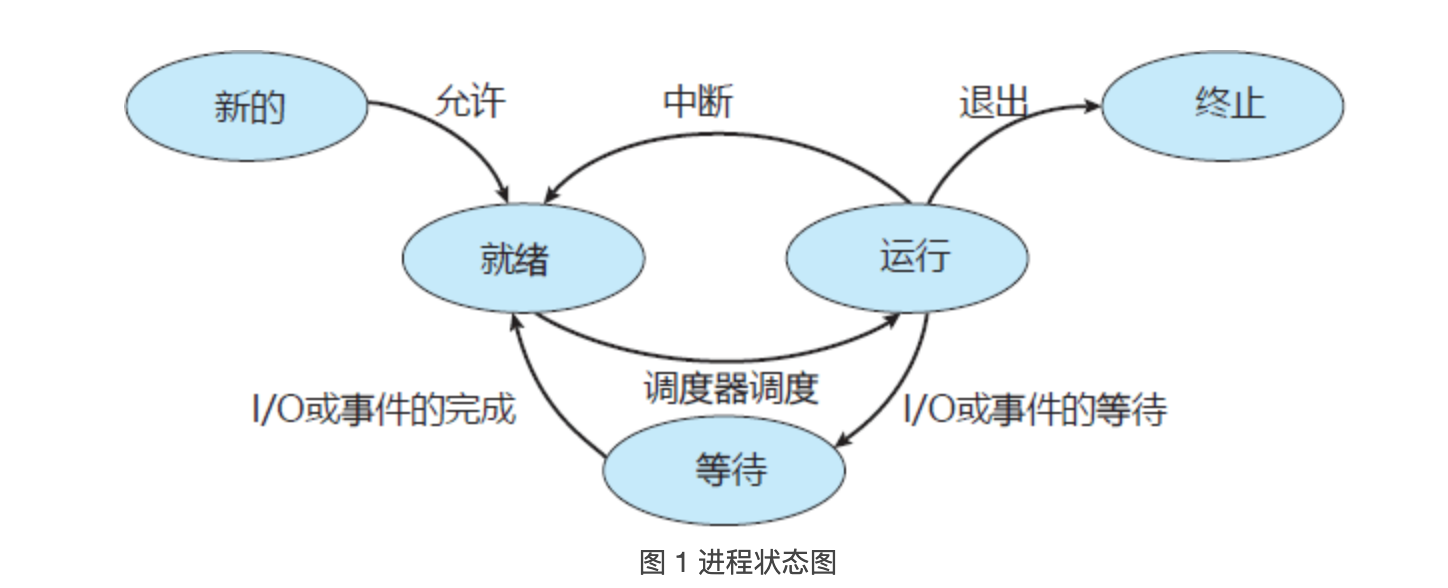 新的
允许
中断
退出
终止
就绪
运行
调度器调度
I/O或事件的完成
I/O或事件的等待
等待
图 1 进程状态图